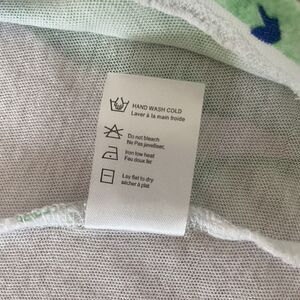 HAND WASH COLD
Laver à la main froide
Do not bleach
Ne Pas javelliser,
Iron low heat
Feu doux fer
Lay flat to dry
sécher à plat